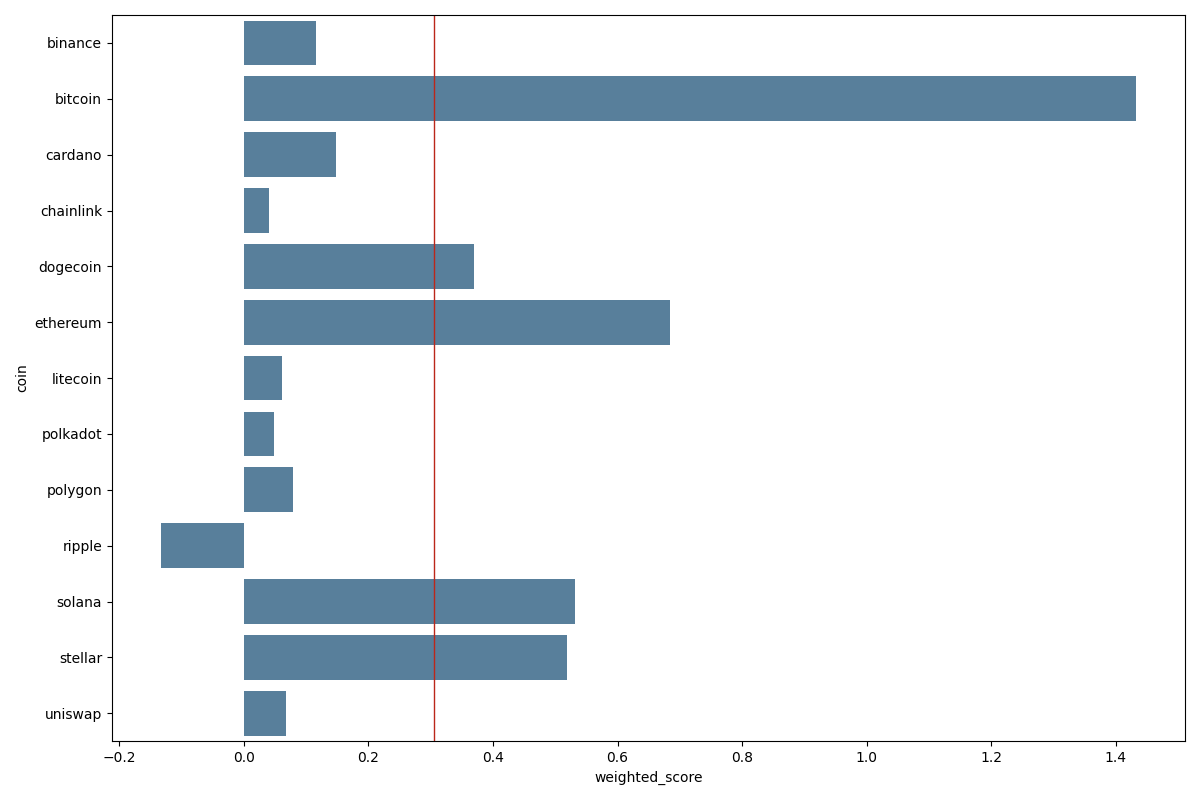 binance
bitcoin
cardano
chainlink
dogecoin
ethereum
litecoin
polkadot
polygon
ripple
solana
stellar
uniswap
coin
−0.2 0.0 0.2 0.4 0.6 0.8 1.0 1.2 1.4
weighted_score